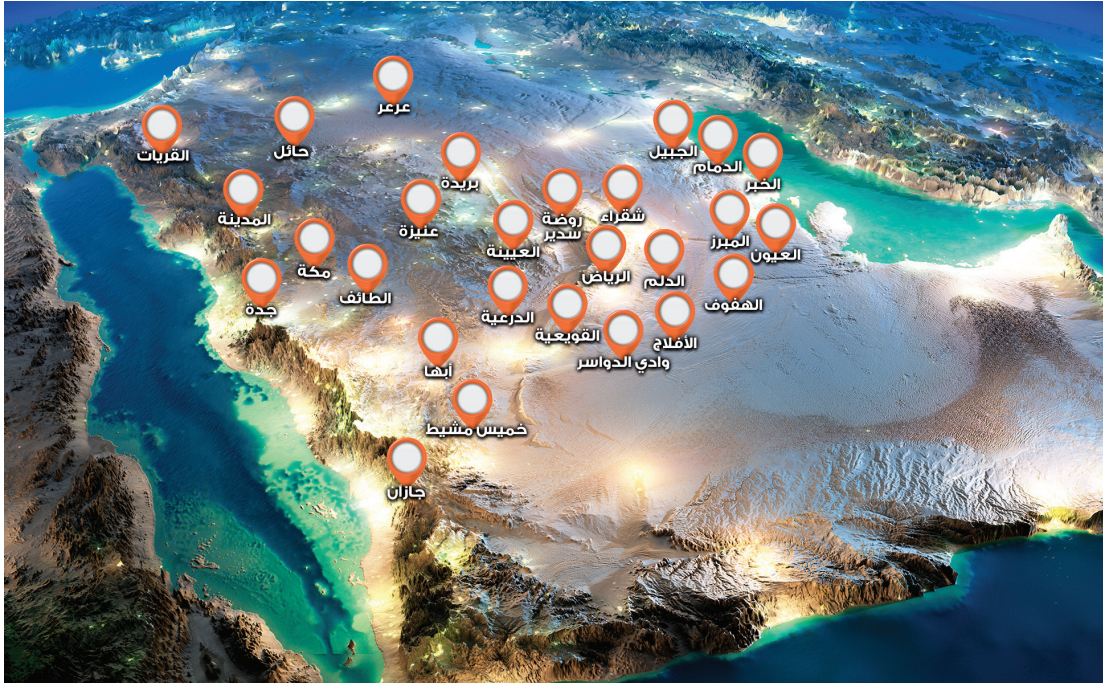 عرعر
القريات
حائل
الجبيل
الدمام
الخبر
بريدة
المدينة
عنيزة
روضة
سدير
شقراء
العيينة
المبرز
العيون
مكة
الطائف
جدة
الرياض
الدلم
الهفوف
الدرعية
القويعية
الأفلاج
وادي الدواسر
أبها
خميس مشيط
جازان